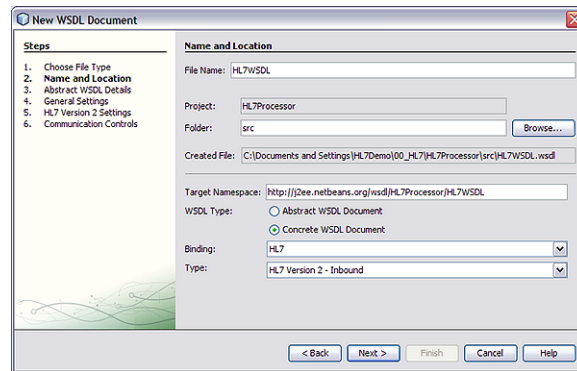 New WSDL Document
Steps
1. Choose File Type
2. Name and Location
3. Abstract WSDL Details
4. General Settings
5. HL7 Version 2 Settings
6. Communication Controls
Name and Location
File Name: HL7WSDL
Project: HL7Processor
Folder: src Browse...
Created File: C:\Documents and Settings\HL7Demo\00_HL7\HL7Processor\src\HL7WSDL.wsdl
Target Namespace: http://j2ee.netbeans.org/wsdl/HL7Processor/HL7WSDL
WSDL Type: Abstract WSDL Document
Concrete WSDL Document
Binding: HL7
Type: HL7 Version 2 - Inbound
< Back Next > Finish Cancel Help